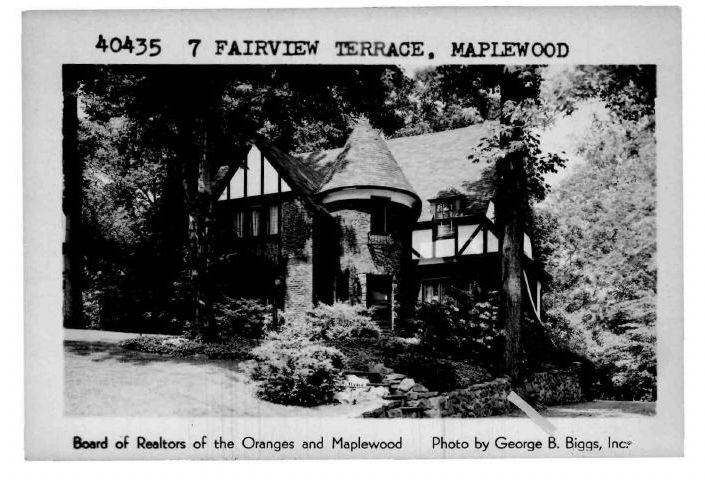 40435 7 FAIRVIEW TERRACE, MAPLEWOOD
Board of Realtors of the Oranges and Maplewood Photo by George B. Biggs, Inc.